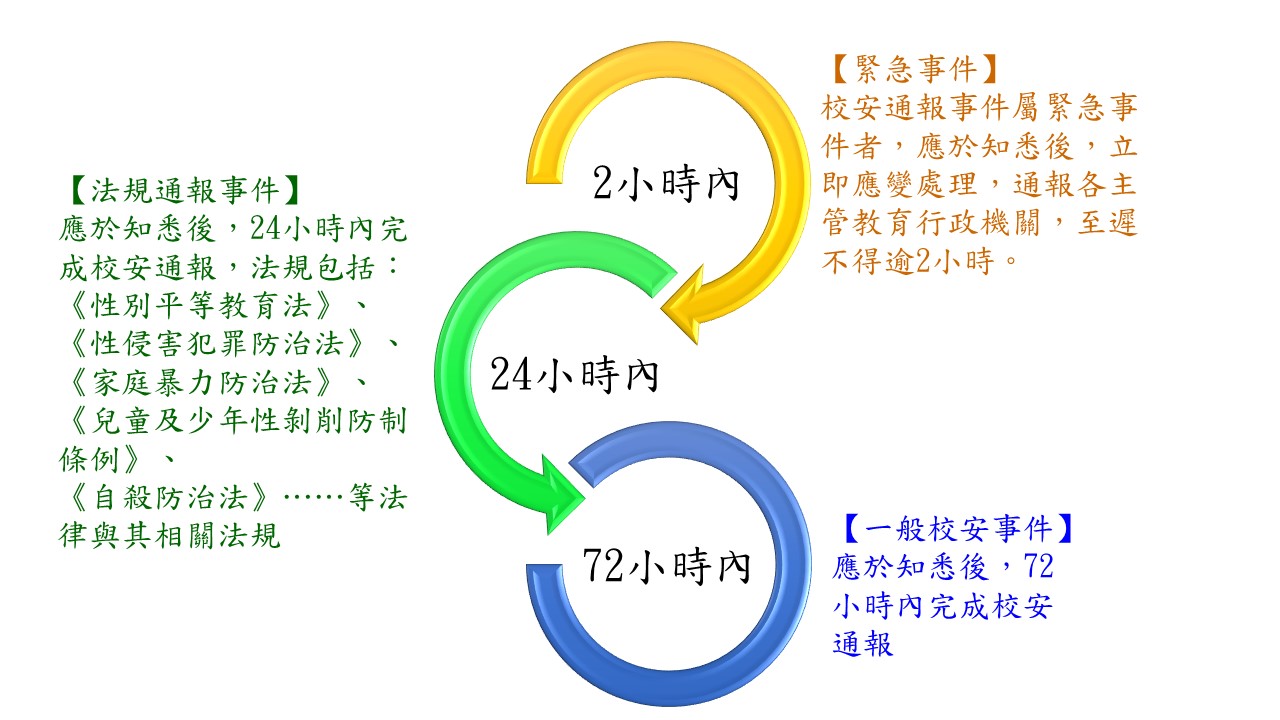 2小時內
【緊急事件】
校安通報事件屬緊急事
件者，應於知悉後，立
即應變處理，通報各主
管教育行政機關，至遲
不得逾2小時。
24小時內
【法規通報事件】
應於知悉後，24小時內完
成校安通報，法規包括：
《性別平等教育法》、
《性侵害犯罪防治法》、
《家庭暴力防治法》、
《兒童及少年性剝削防制
條例》、
《自殺防治法》……等法
律與其相關法規
72小時內
【一般校安事件】
應於知悉後，72
小時內完成校安
通報